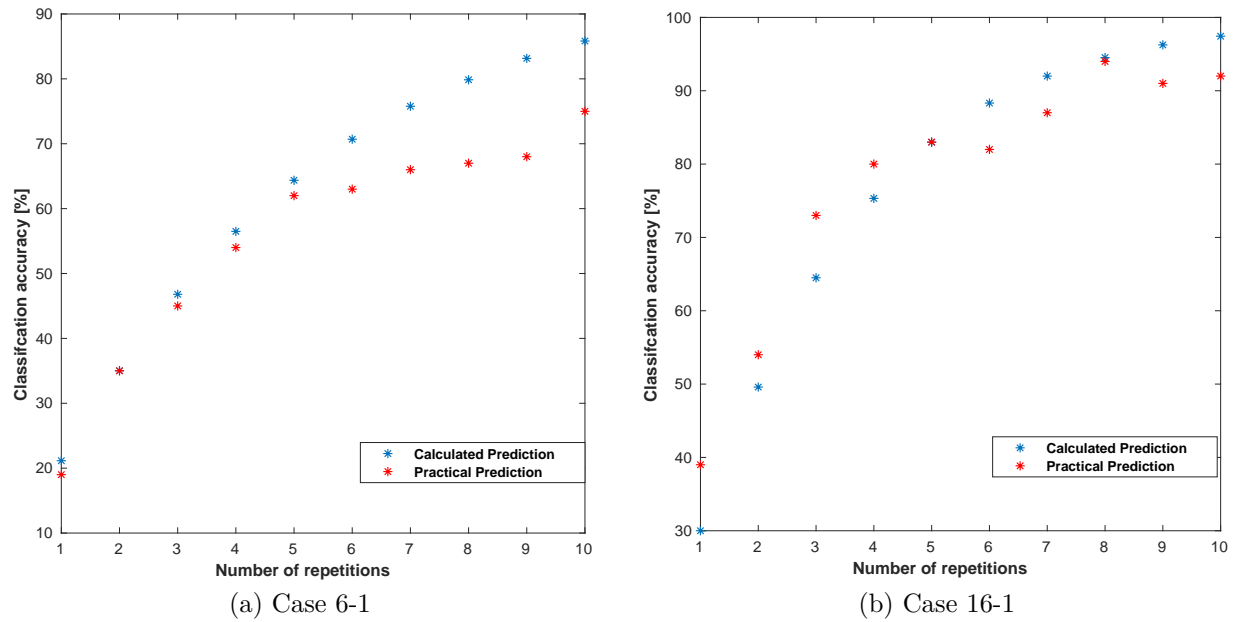 90
80
70
60
50
40
30
20
10
Classifcation accuracy [%]
Calculated Prediction
Practical Prediction
1 2 3 4 5 6 7 8 9 10
Number of repetitions
(a) Case 6-1
100
90
80
70
60
50
40
30
Classifcation accuracy [%]
Calculated Prediction
Practical Prediction
1 2 3 4 5 6 7 8 9 10
Number of repetitions
(b) Case 16-1